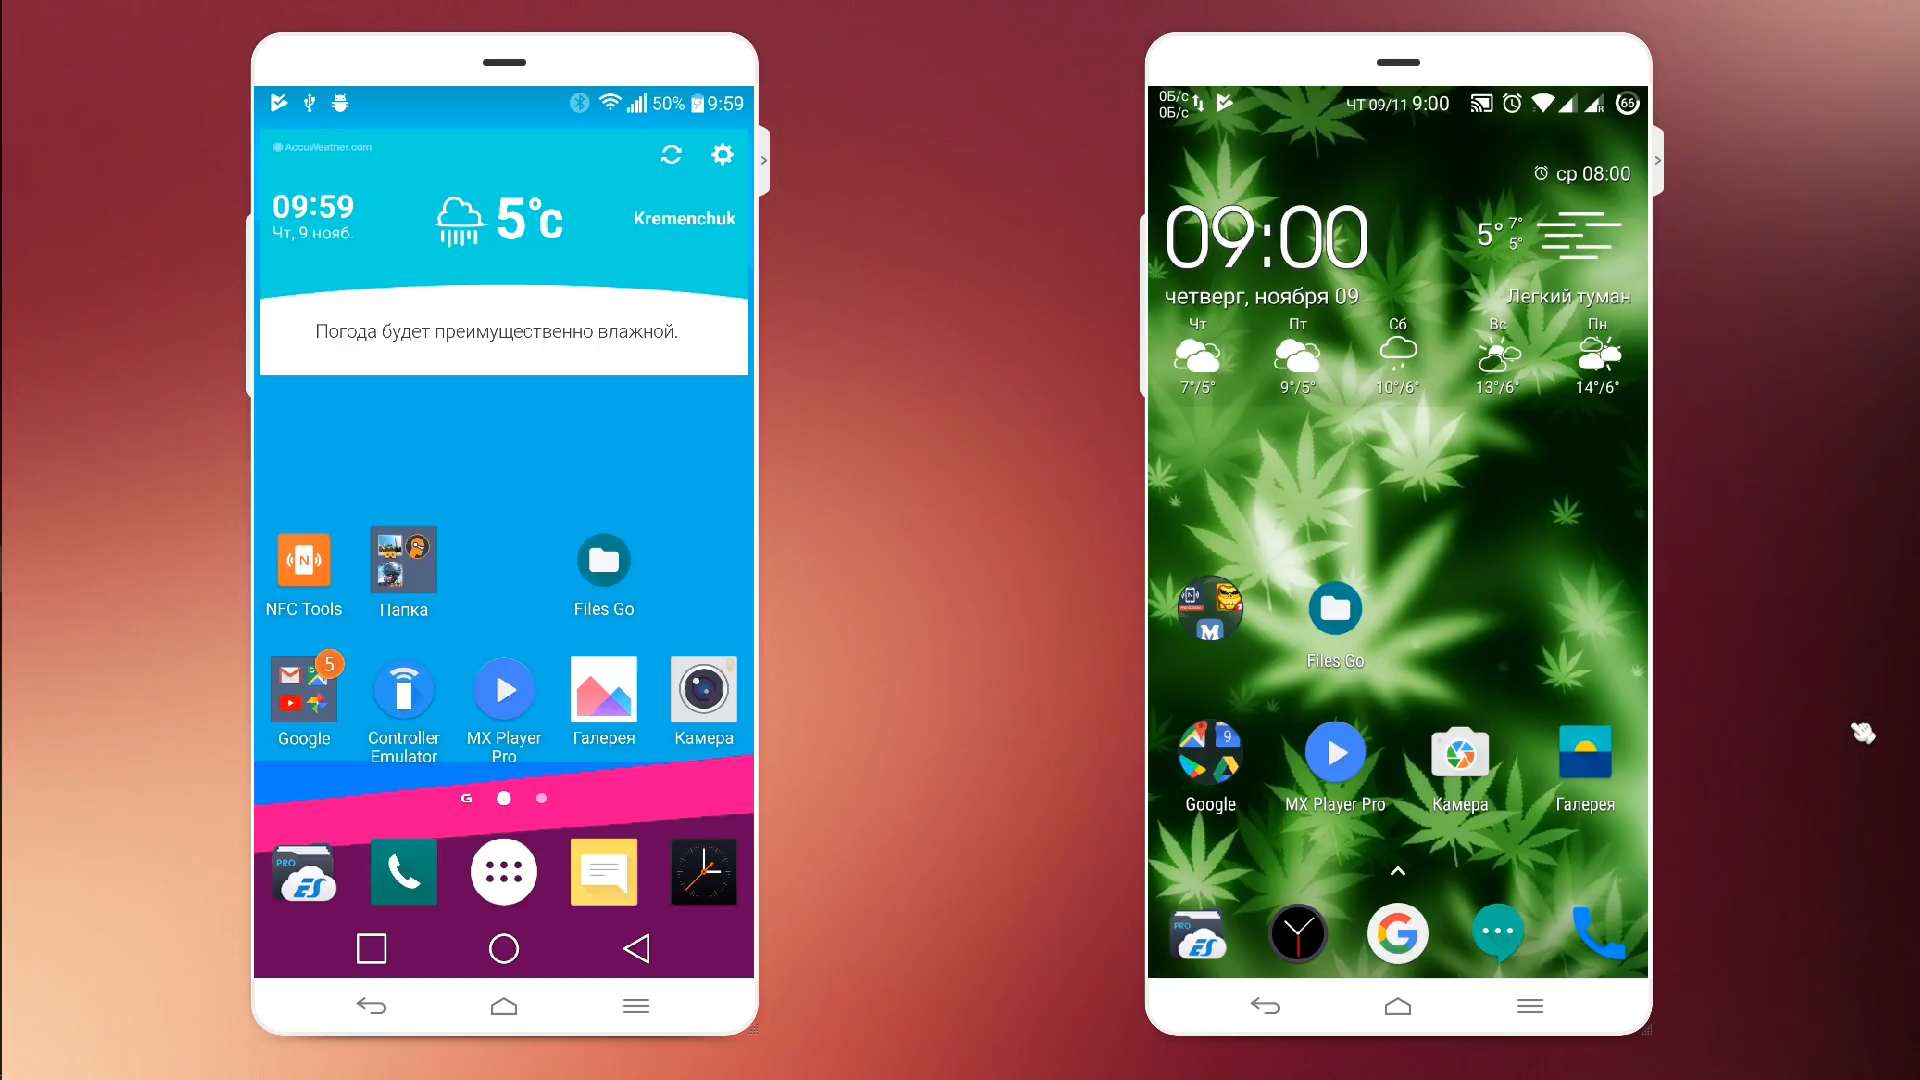 50% 9:59
AccuWeather.com
09:59
Чт, 9 нояб.
5°c
Kremenchuk
Погода будет преимущественно влажной.
N
NFC Tools
Папка
Files Go
5
Google
Controller
Emulator
MX Player
Pro
Галерея
Камера
G
PRO
ES
0Б/с
0Б/с
ЧТ 09/11 9:00
R
66
ср 08:00
09:00
5° 7°
5°
четверг, ноября 09
Легкий туман
Чт Пт Сб Вс Пн
7°/5° 9°/5° 10°/6° 13°/6° 14°/6°
N
M
Files Go
9
Google
MX Player Pro
Камера
Галерея
PRO
ES
G